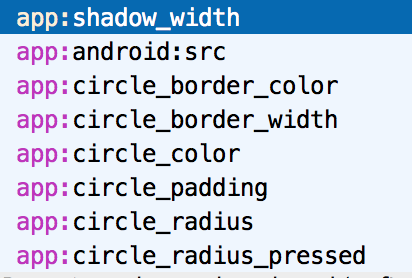 app:shadow_width
app:android:src
app:circle_border_color
app:circle_border_width
app:circle_color
app:circle_padding
app:circle_radius
app:circle_radius_pressed